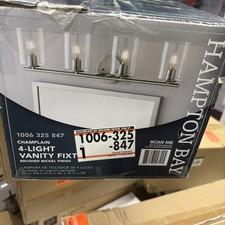 HAMPTON BAY
1006 325 847
CHAMPLAIN
4-LIGHT
VANITY FIXT
BRUSHED NICKEL FINISH
1006-325
-847
1
SCAN ME